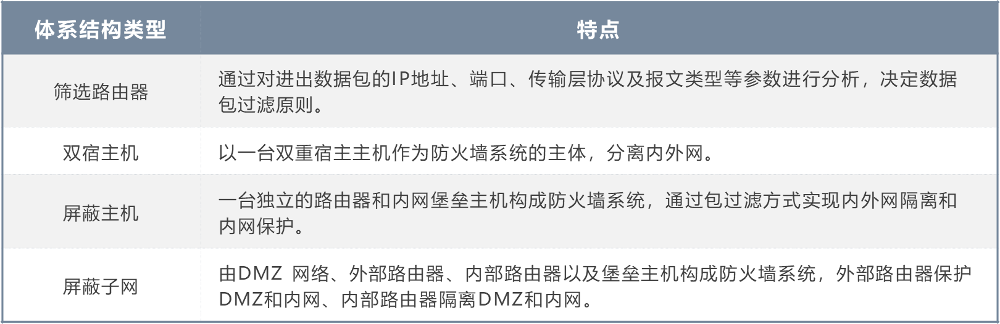 体系结构类型
特点
筛选路由器
通过对进出数据包的IP地址、端口、传输层协议及报文类型等参数进行分析，决定数据
包过滤原则。
双宿主机
以一台双重宿主主机作为防火墙系统的主体，分离内外网。
屏蔽主机
一台独立的路由器和内网堡垒主机构成防火墙系统，通过包过滤方式实现内外网隔离和
内网保护。
屏蔽子网
由DMZ 网络、外部路由器、内部路由器以及堡垒主机构成防火墙系统，外部路由器保护
DMZ和内网、内部路由器隔离DMZ和内网。